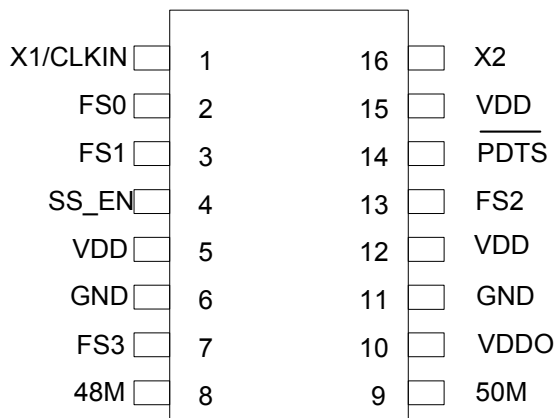 X1/CLKIN 1 16 X2
FS0 2 15 VDD
FS1 3 14 PDTS
SS_EN 4 13 FS2
VDD 5 12 VDD
GND 6 11 GND
FS3 7 10 VDDO
48M 8 9 50M